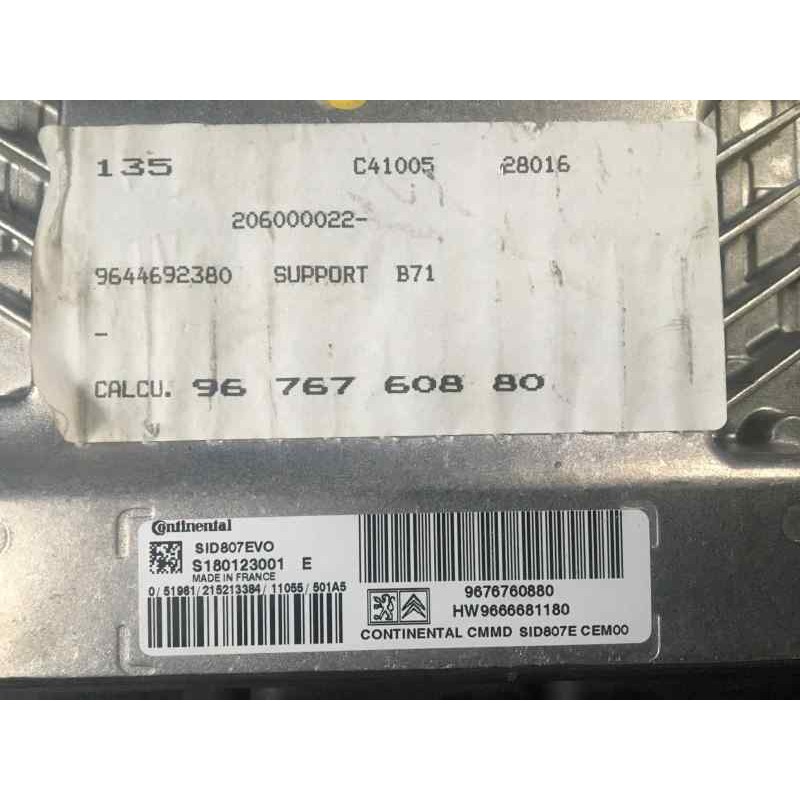 135 C41005 28016
206000022-
9644692380 SUPPORT B71
-
CALCU. 96 767 608 80
Continental
SID807EVO
S180123001 E
MADE IN FRANCE
0/51981/215213384/11055/501A5
9676760880
HW9666681180
CONTINENTAL CMMD SID807E CEM00